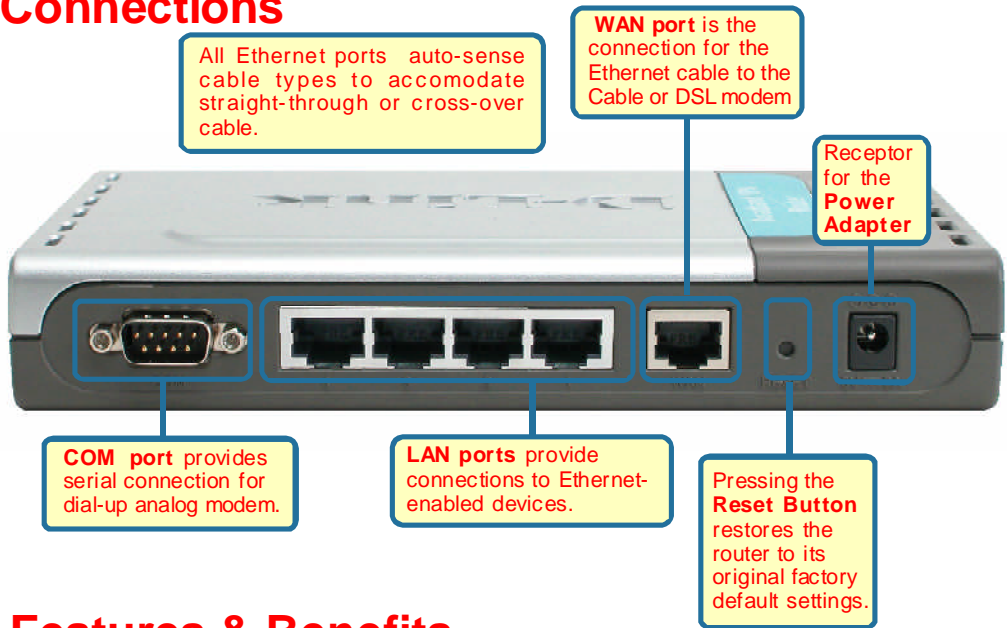 Connections
All Ethernet ports auto-sense
cable types to accomodate
straight-through or cross-over
cable.
WAN port is the
connection for the
Ethernet cable to the
Cable or DSL modem
Receptor
for the
Power
Adapter
D-Link
COM port provides
serial connection for
dial-up analog modem.
LAN ports provide
connections to Ethernet-
enabled devices.
Pressing the
Reset Button
restores the
router to its
original factory
default settings.
Features & Benefits